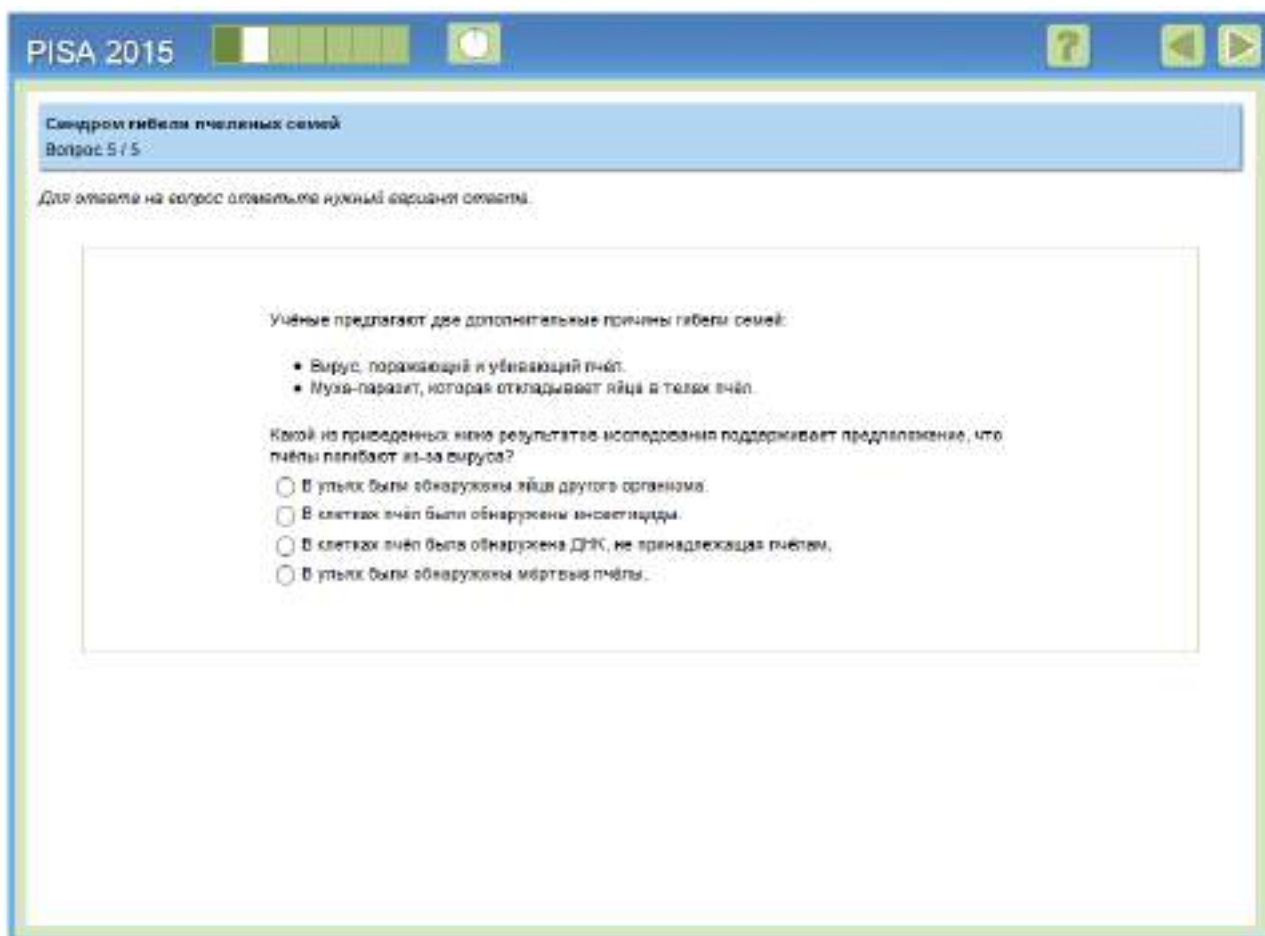 PISA 2015
?
Синдром гибели пчелиных семей
Вопрос 5 / 5
Для ответа на вопрос отметьте нужный вариант ответа.
Учёные предлагают две дополнительные причины гибели семей:
• Вирус, поражающий и убивающий пчёл.
• Муха-паразит, которая откладывает яйца в телах пчёл.
Какой из приведенных ниже результатов исследования поддерживает предположение, что
пчёлы погибают из-за вируса?
В ульях были обнаружены яйца другого организма.
В клетках пчёл были обнаружены инсектициды.
В клетках пчёл была обнаружена ДНК, не принадлежащая пчёлам.
В ульях были обнаружены мёртвые пчёлы.